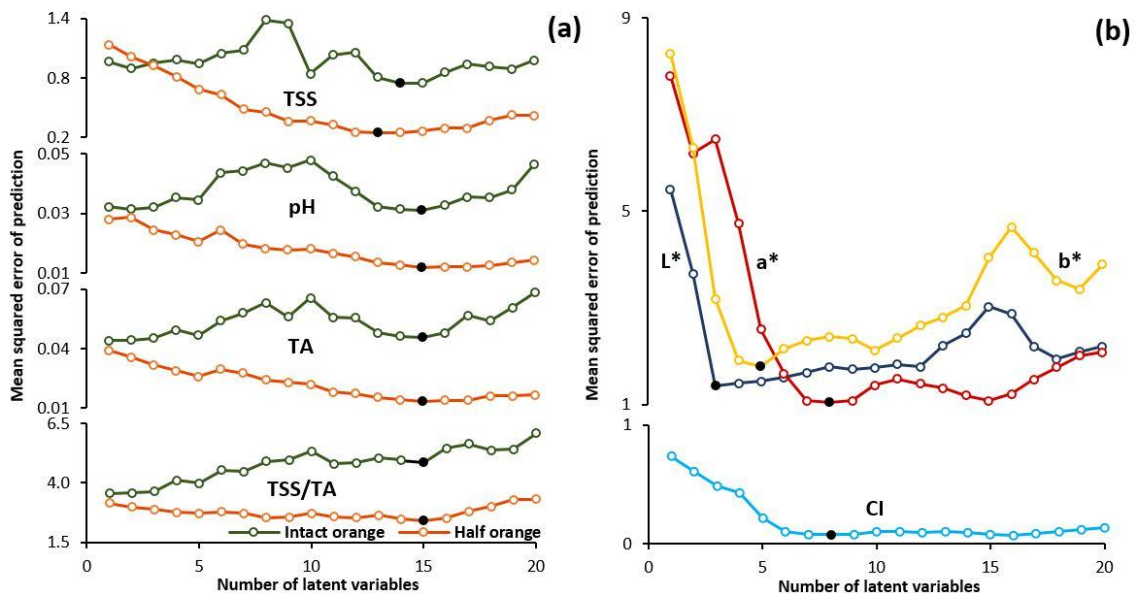 (a)
Mean squared error of prediction
1.4
0.8
0.2
TSS
0.05
0.03
0.01
pH
0.07
0.04
0.01
TA
6.5
4.0
1.5
TSS/TA
Intact orange
Half orange
0
5
10
15
20
Number of latent variables
(b)
Mean squared error of prediction
9
5
1
L*
a*
b*
1
0
CI
0
5
10
15
20
Number of latent variables